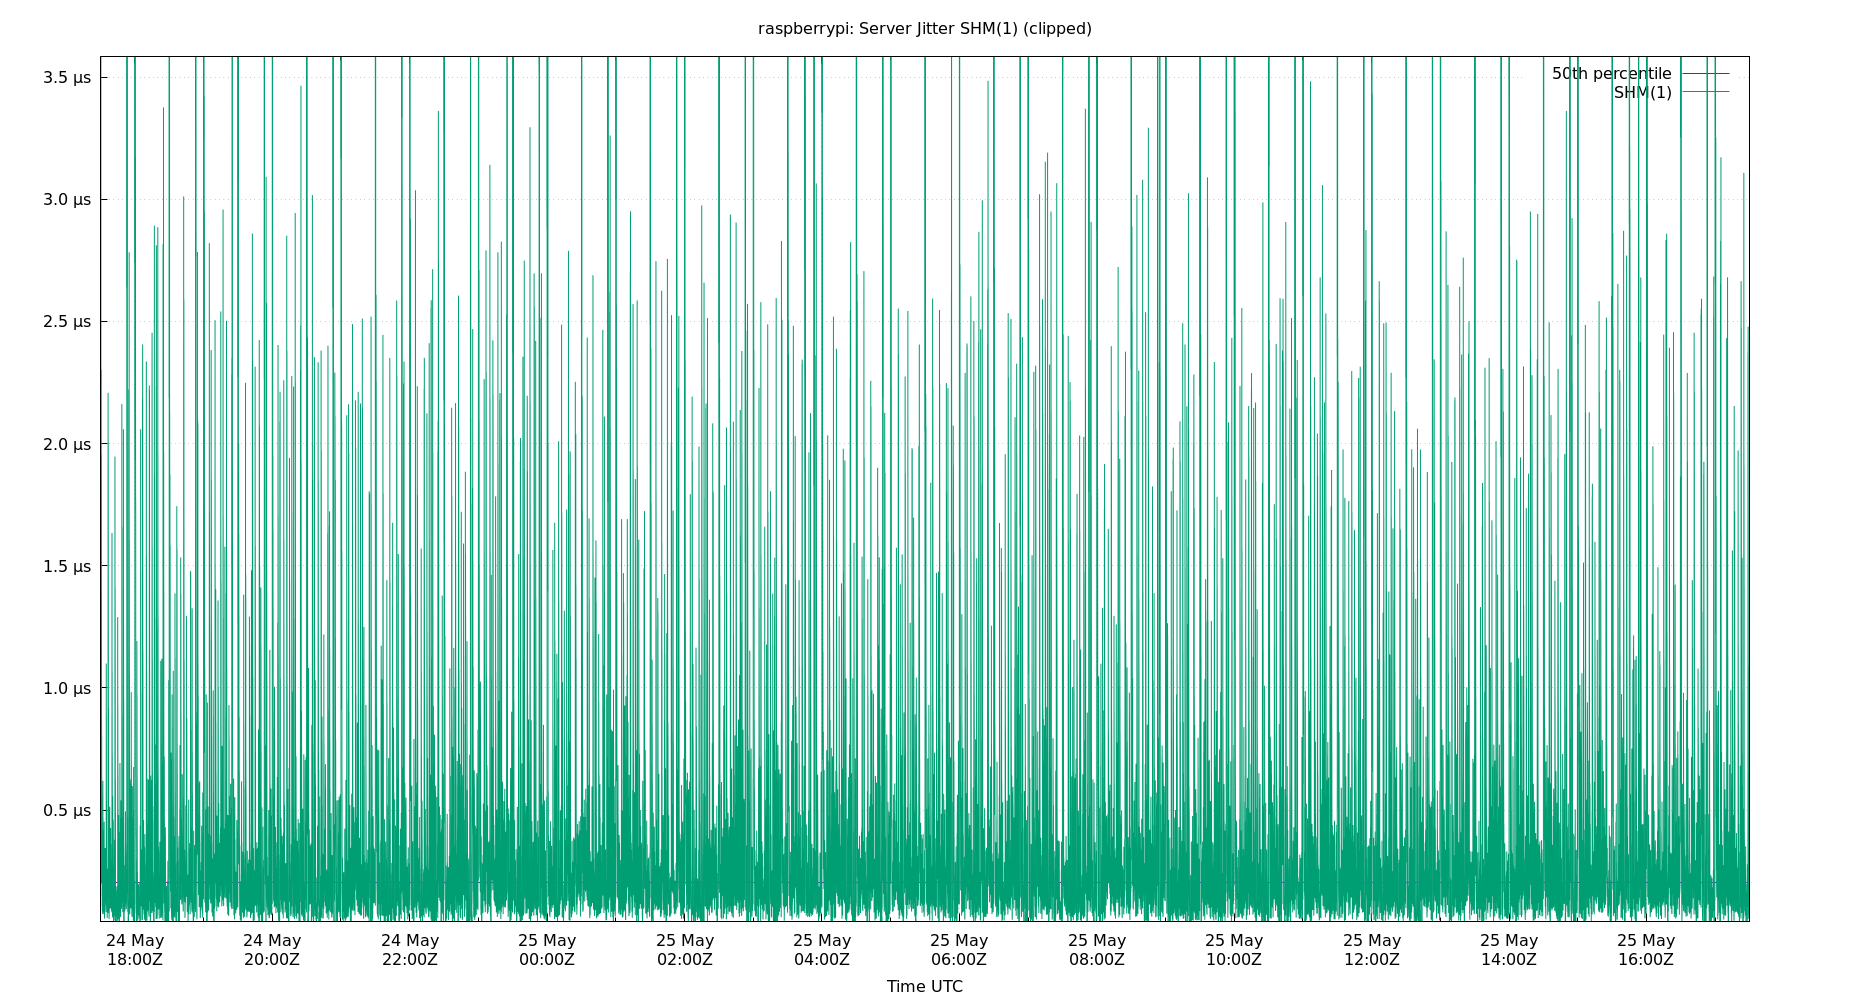 raspberrypi: Server Jitter SHM(1) (clipped)
3.5 µs
3.0 µs
2.5 µs
2.0 µs
1.5 µs
1.0 µs
0.5 µs
50th percentile
SHM(1)
24 May 24 May 24 May 25 May 25 May 25 May 25 May 25 May 25 May 25 May 25 May 25 May
18:00Z 20:00Z 22:00Z 00:00Z 02:00Z 04:00Z 06:00Z 08:00Z 10:00Z 12:00Z 14:00Z 16:00Z
Time UTC